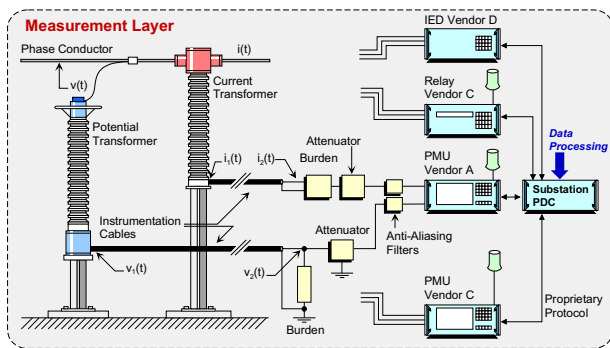 Measurement Layer
Phase Conductor
i(t)
v(t)
Current
Transformer
Potential
Transformer
i1(t)
i2(t)
Attenuator
Burden
Instrumentation
Cables
v1(t)
v2(t)
Attenuator
Anti-Aliasing
Filters
Burden
IED Vendor D
Relay
Vendor C
PMU
Vendor A
PMU
Vendor C
Data
Processing
Substation
PDC
Proprietary
Protocol